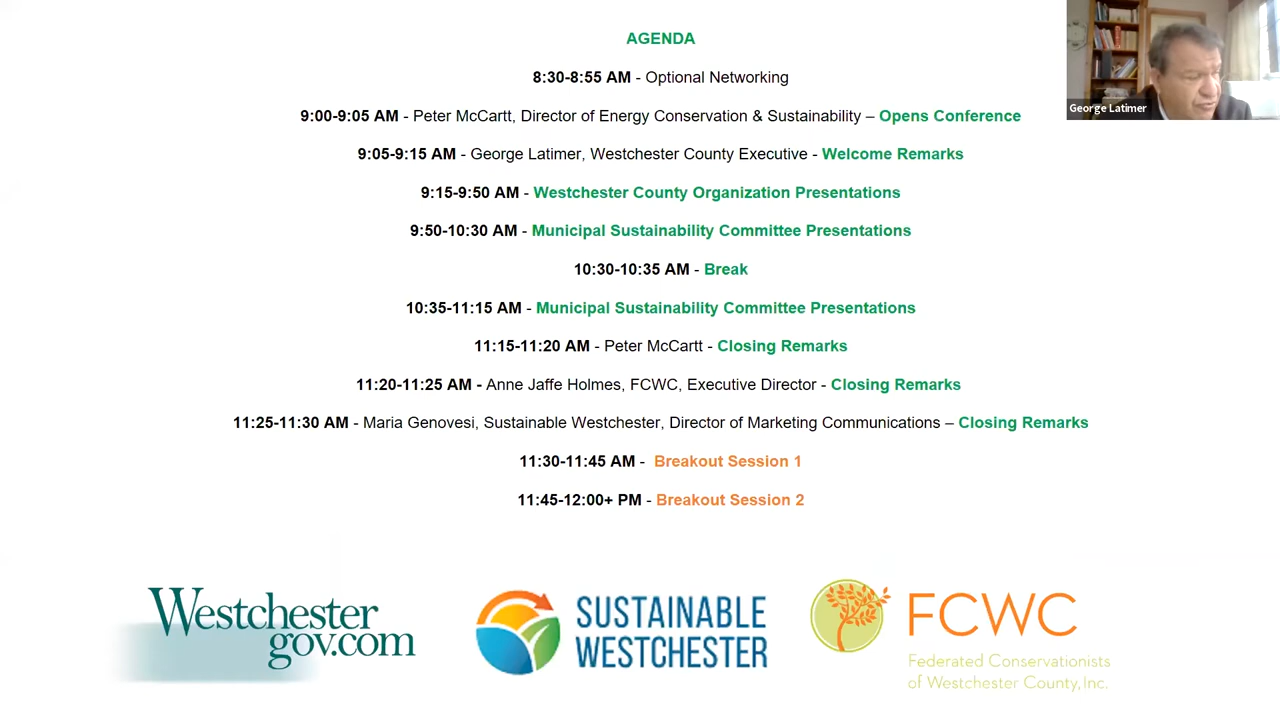 AGENDA
8:30-8:55 AM - Optional Networking
9:00-9:05 AM - Peter McCartt, Director of Energy Conservation & Sustainability – Opens Conference
9:05-9:15 AM - George Latimer, Westchester County Executive - Welcome Remarks
9:15-9:50 AM - Westchester County Organization Presentations
9:50-10:30 AM - Municipal Sustainability Committee Presentations
10:30-10:35 AM - Break
10:35-11:15 AM - Municipal Sustainability Committee Presentations
11:15-11:20 AM - Peter McCartt - Closing Remarks
11:20-11:25 AM - Anne Jaffe Holmes, FCWC, Executive Director - Closing Remarks
11:25-11:30 AM - Maria Genovesi, Sustainable Westchester, Director of Marketing Communications – Closing Remarks
11:30-11:45 AM - Breakout Session 1
11:45-12:00+ PM - Breakout Session 2
George Latimer
Westchester
gov.com
SUSTAINABLE
WESTCHESTER
FCWC
Federated Conservationists
of Westchester County, Inc.